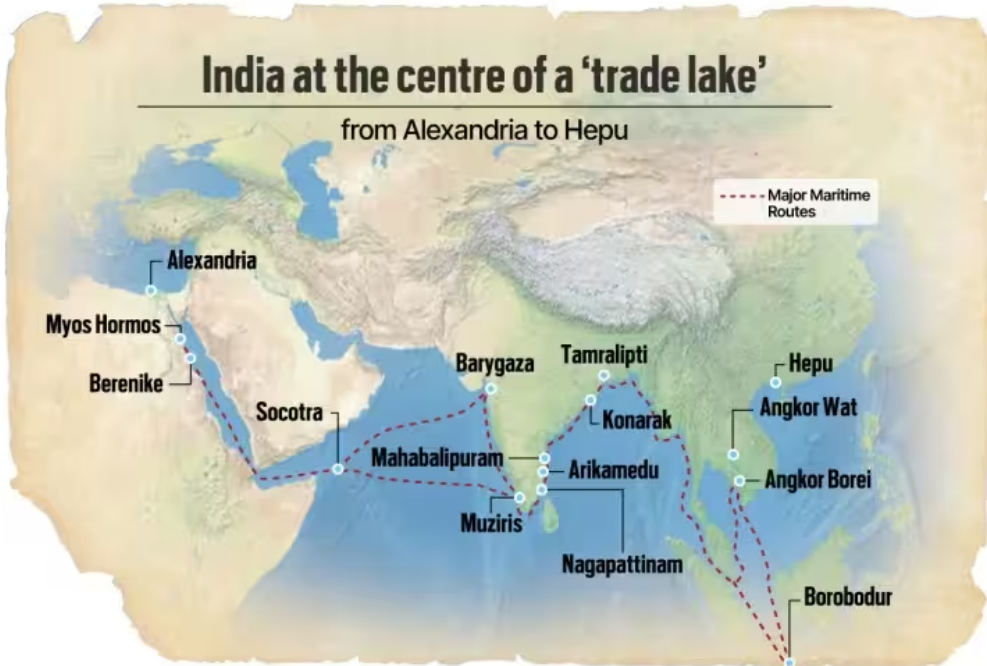 India at the centre of a ‘trade lake’
from Alexandria to Hepu
Major Maritime
Routes
Alexandria
Myos Hormos
Berenike
Socotra
Barygaza
Tamralipti
Hepu
Konarak
Angkor Wat
Mahabalipuram
Arikamedu
Angkor Borei
Muziris
Nagapattinam
Borobodur